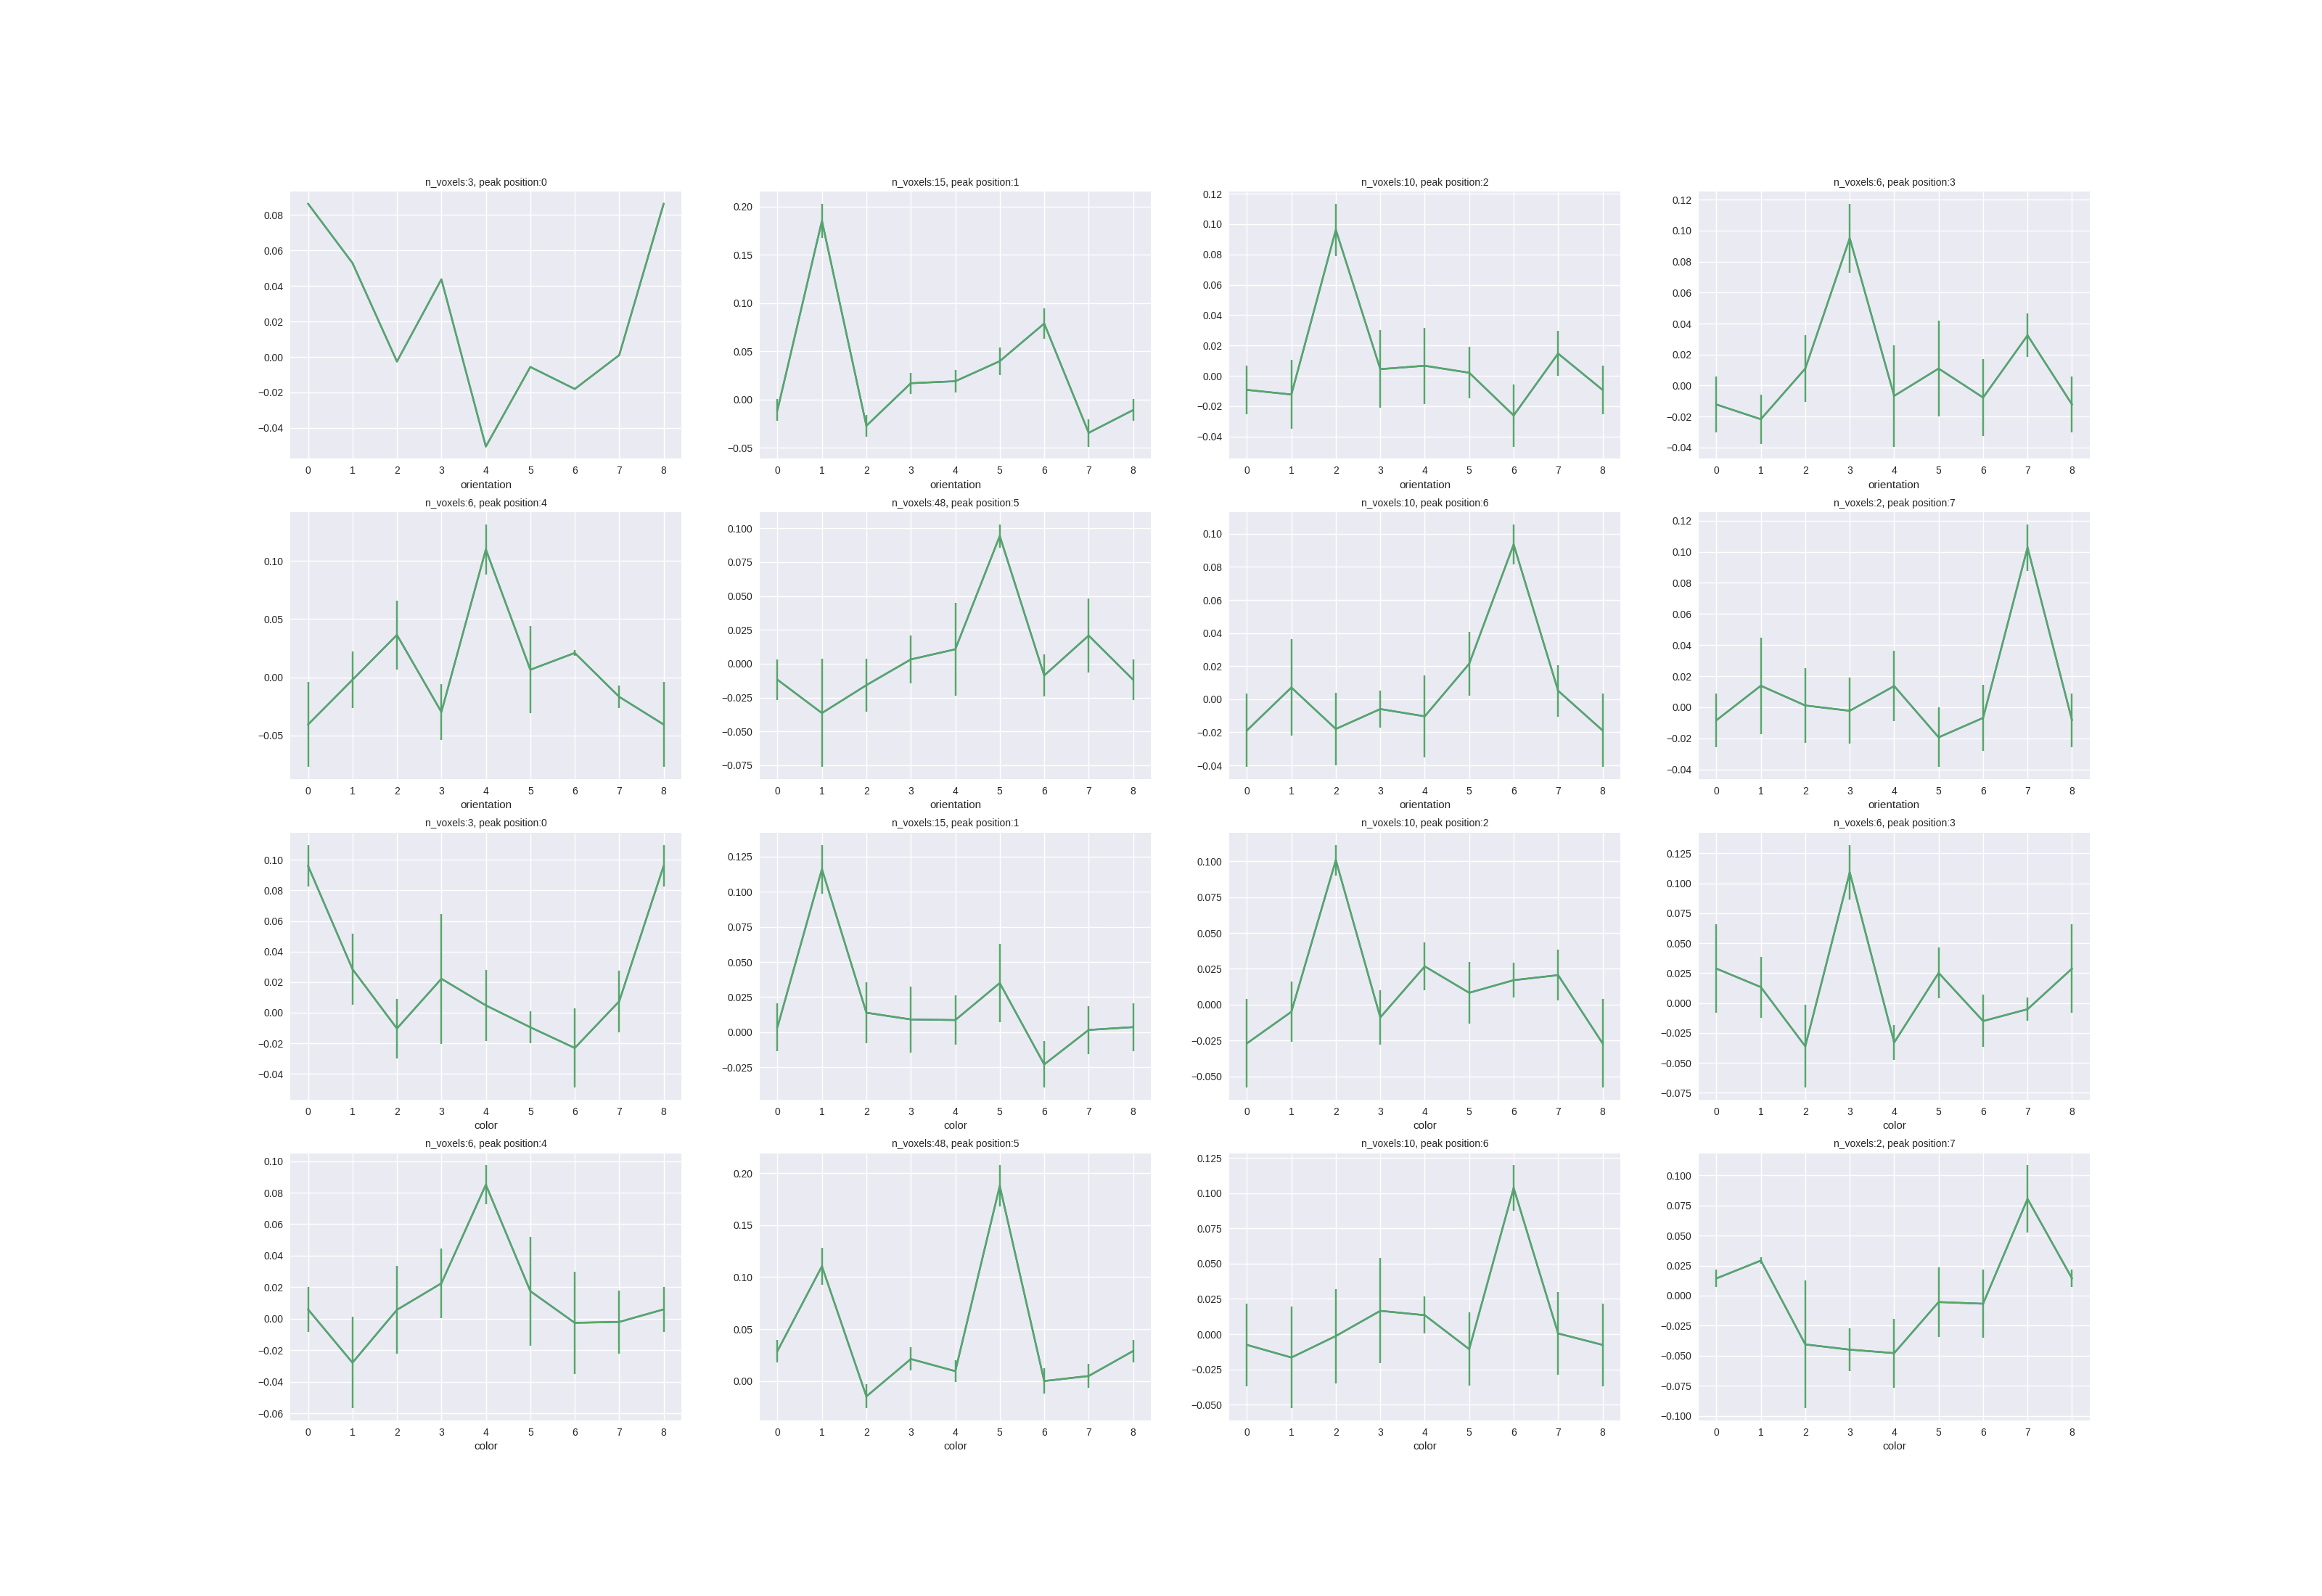 n_voxels:3, peak position:0
0.08
0.06
0.04
0.02
0.00
−0.02
−0.04
0 1 2 3 4 5 6 7 8
orientation
n_voxels:15, peak position:1
0.20
0.15
0.10
0.05
0.00
−0.05
0 1 2 3 4 5 6 7 8
orientation
n_voxels:10, peak position:2
0.12
0.10
0.08
0.06
0.04
0.02
0.00
−0.02
−0.04
0 1 2 3 4 5 6 7 8
orientation
n_voxels:6, peak position:3
0.12
0.10
0.08
0.06
0.04
0.02
0.00
−0.02
−0.04
0 1 2 3 4 5 6 7 8
orientation
n_voxels:6, peak position:4
0.10
0.05
0.00
−0.05
0 1 2 3 4 5 6 7 8
orientation
n_voxels:48, peak position:5
0.100
0.075
0.050
0.025
0.000
−0.025
−0.050
−0.075
0 1 2 3 4 5 6 7 8
orientation
n_voxels:10, peak position:6
0.10
0.08
0.06
0.04
0.02
0.00
−0.02
−0.04
0 1 2 3 4 5 6 7 8
orientation
n_voxels:2, peak position:7
0.12
0.10
0.08
0.06
0.04
0.02
0.00
−0.02
−0.04
0 1 2 3 4 5 6 7 8
orientation
n_voxels:3, peak position:0
0.10
0.08
0.06
0.04
0.02
0.00
−0.02
−0.04
0 1 2 3 4 5 6 7 8
color
n_voxels:15, peak position:1
0.125
0.100
0.075
0.050
0.025
0.000
−0.025
0 1 2 3 4 5 6 7 8
color
n_voxels:10, peak position:2
0.100
0.075
0.050
0.025
0.000
−0.025
−0.050
0 1 2 3 4 5 6 7 8
color
n_voxels:6, peak position:3
0.125
0.100
0.075
0.050
0.025
0.000
−0.025
−0.050
−0.075
0 1 2 3 4 5 6 7 8
color
n_voxels:6, peak position:4
0.10
0.08
0.06
0.04
0.02
0.00
−0.02
−0.04
−0.06
0 1 2 3 4 5 6 7 8
color
n_voxels:48, peak position:5
0.20
0.15
0.10
0.05
0.00
0 1 2 3 4 5 6 7 8
color
n_voxels:10, peak position:6
0.125
0.100
0.075
0.050
0.025
0.000
−0.025
−0.050
0 1 2 3 4 5 6 7 8
color
n_voxels:2, peak position:7
0.100
0.075
0.050
0.025
0.000
−0.025
−0.050
−0.075
−0.100
0 1 2 3 4 5 6 7 8
color